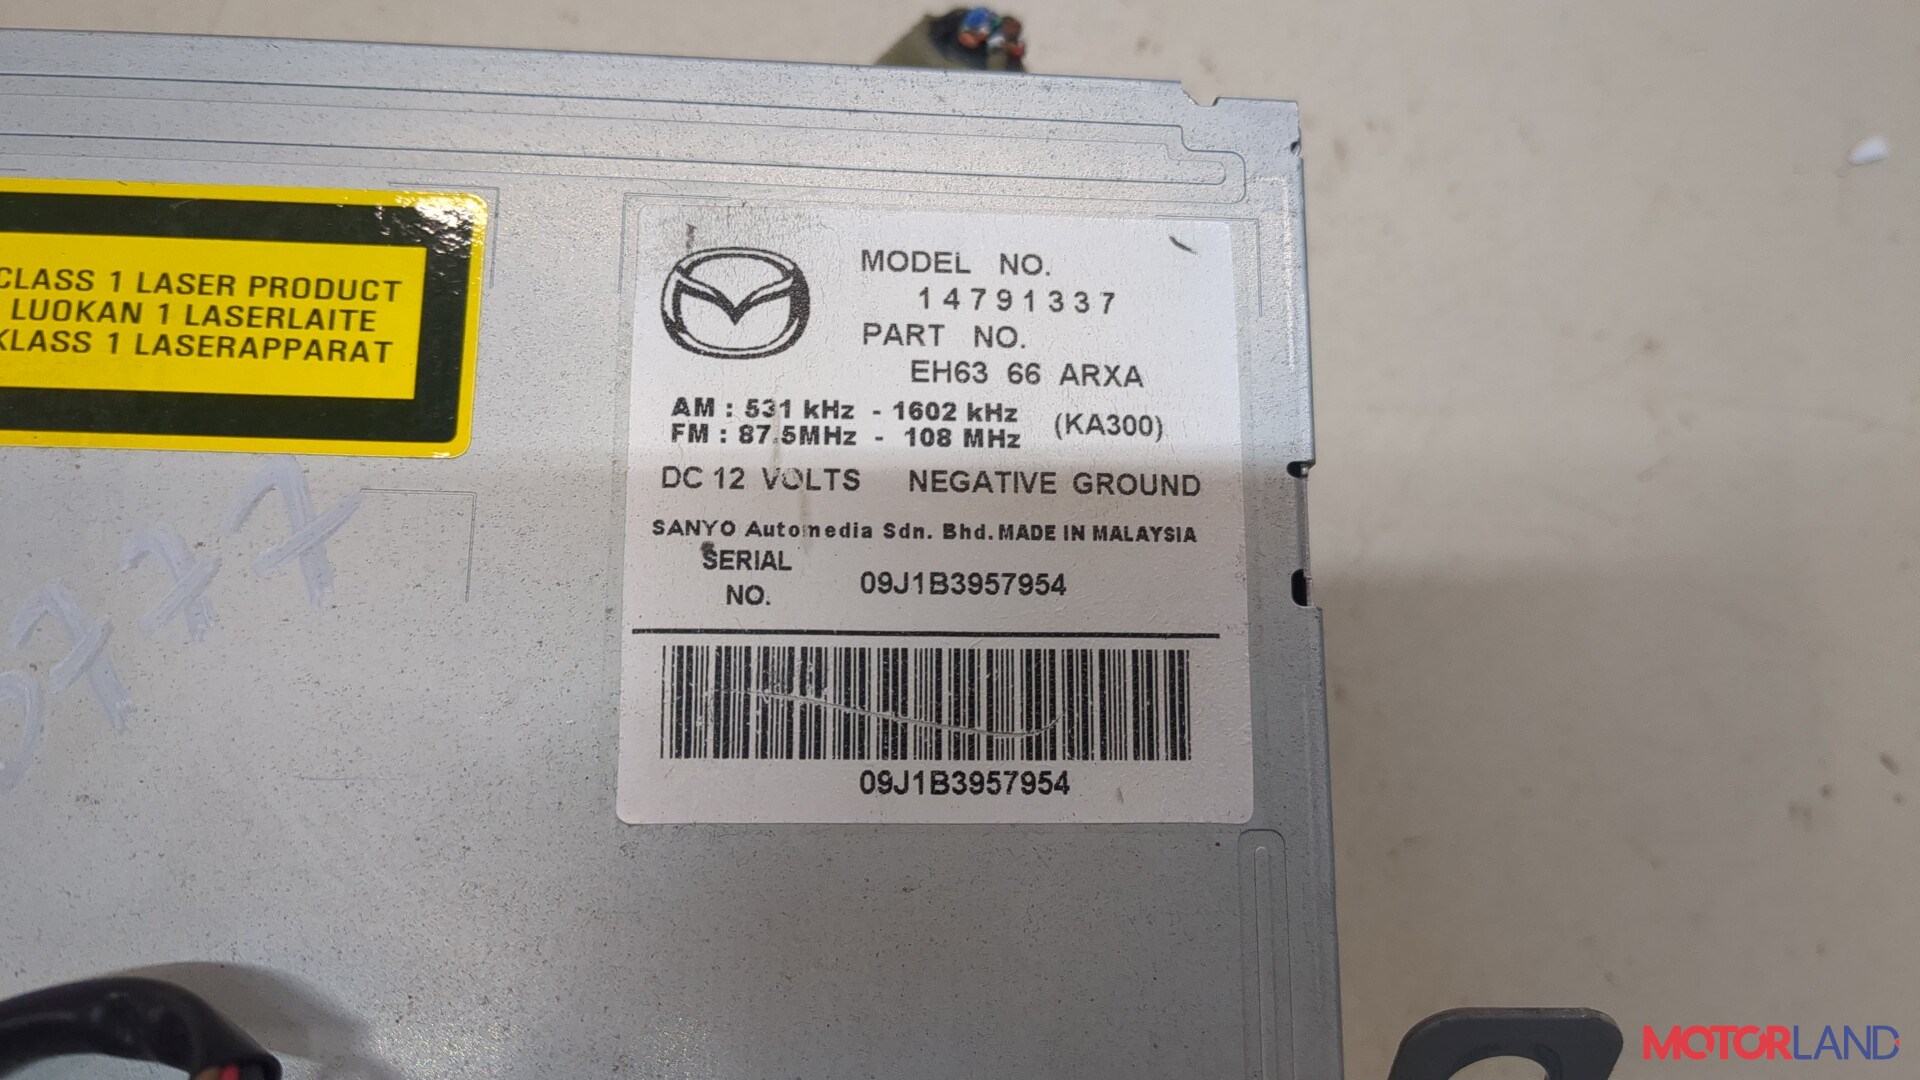 CLASS 1 LASER PRODUCT
LUOKAN 1 LASERLAITE
KLASS 1 LASERAPPARAT
MODEL NO.
14791337
PART NO.
EH63 66 ARXA
AM : 531 kHz - 1602 kHz (KA300)
FM : 87.5MHz - 108 MHz
DC 12 VOLTS NEGATIVE GROUND
SANYO Automedia Sdn. Bhd. MADE IN MALAYSIA
SERIAL
NO. 09J1B3957954
09J1B3957954
MOTORLAND